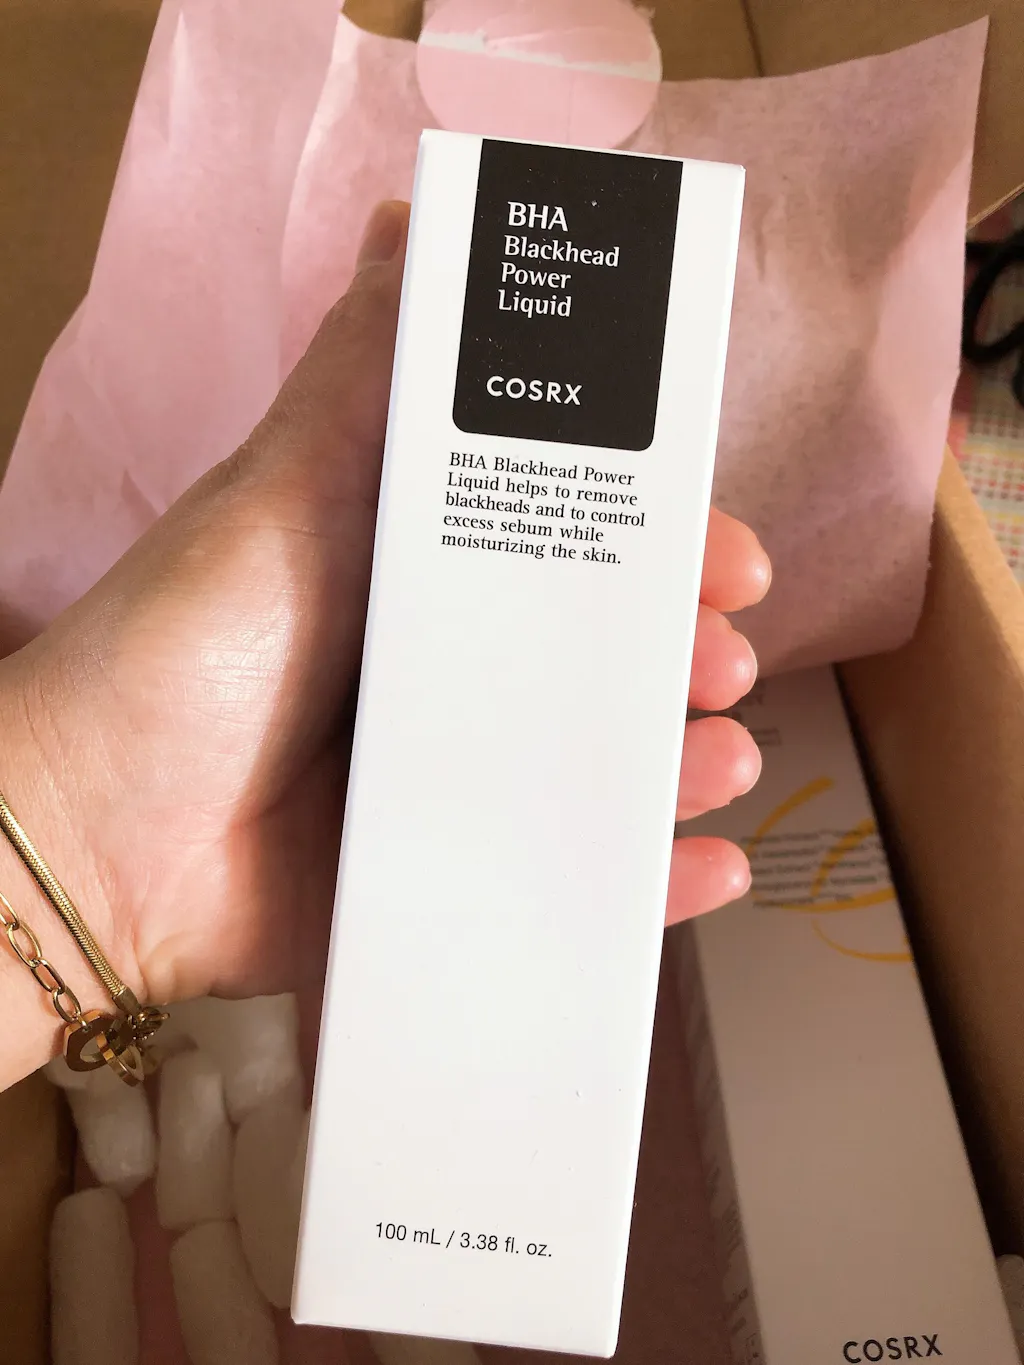 BHA
Blackhead
Power
Liquid
COSRX
BHA Blackhead Power
Liquid helps to remove
blackheads and to control
excess sebum while
moisturizing the skin.
100 mL / 3.38 fl. oz.
COSRX